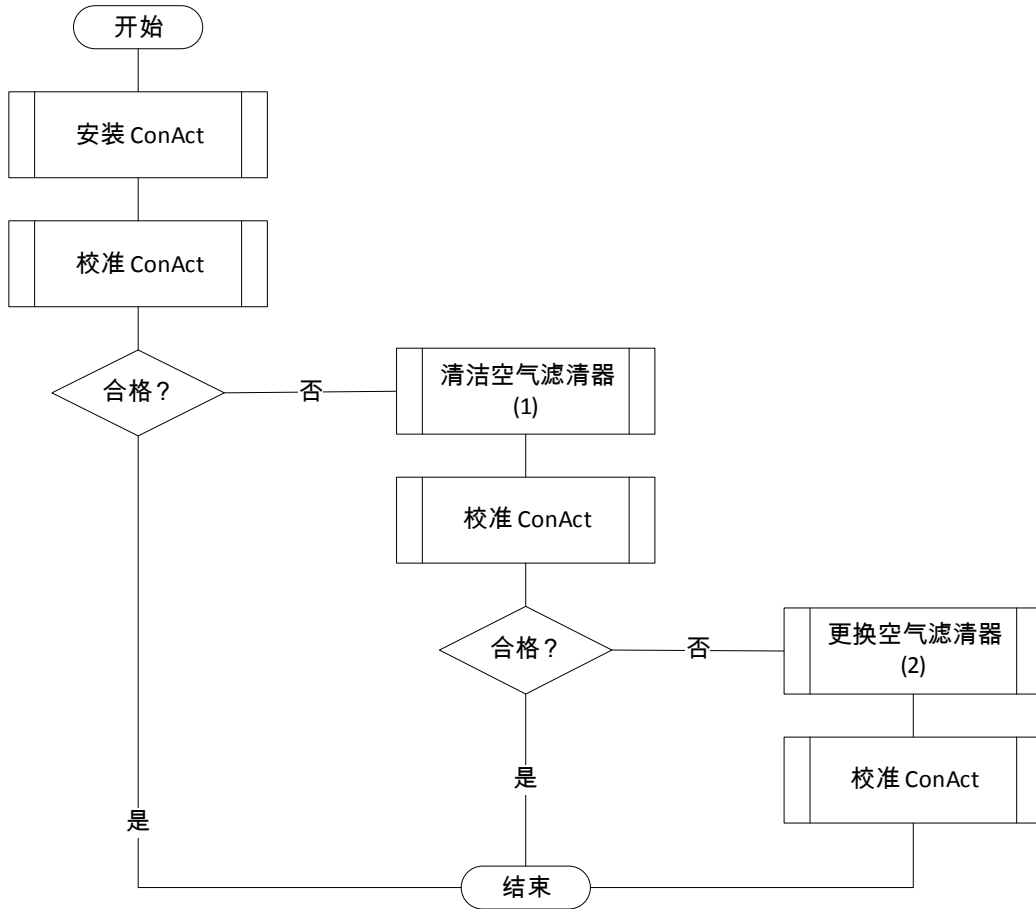 开始
安装 ConAct
校准 ConAct
合格？
否
清洁空气滤清器
(1)
校准 ConAct
合格？
否
更换空气滤清器
(2)
校准 ConAct
是
是
结束